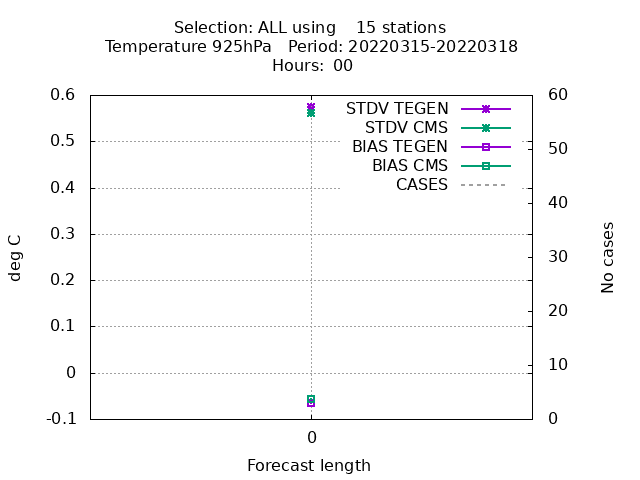 Selection: ALL using    15 stations
Temperature 925hPa   Period: 20220315-20220318
Hours:  00
0.6
0.5
0.4
0.3
0.2
0.1
0
-0.1
deg C
STDV TEGEN
STDV CMS
BIAS TEGEN
BIAS CMS
CASES
60
50
40
30
20
10
0
No cases
0
Forecast length